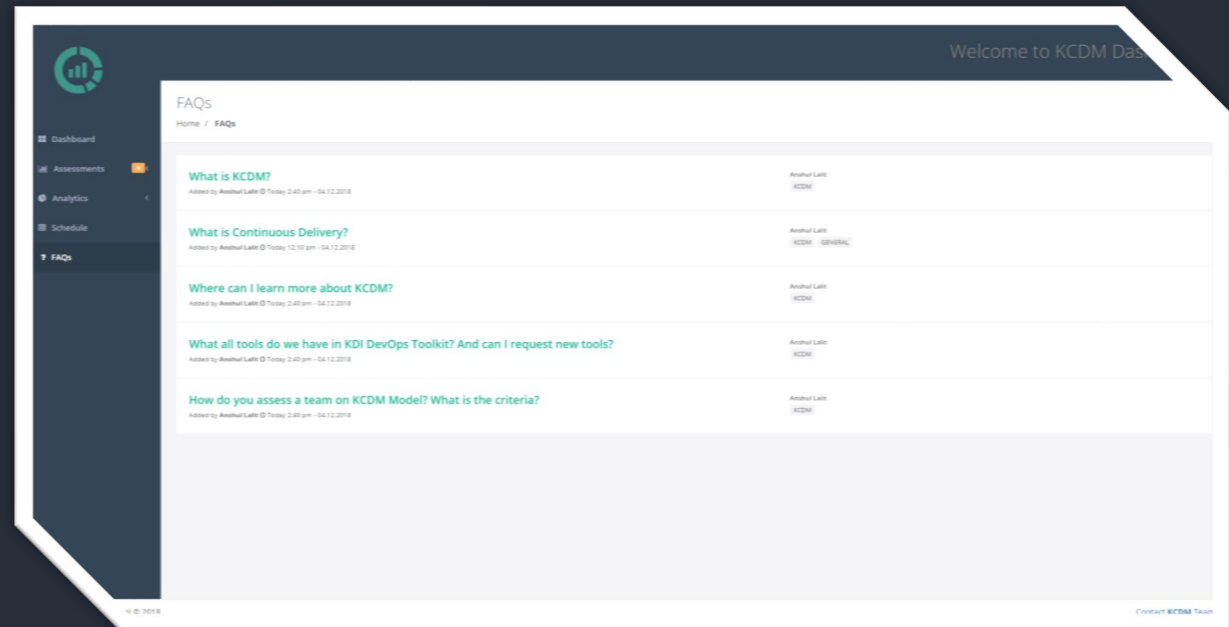 Welcome to KCDM Das
FAQs
Home / FAQs
Dashboard
Assessments
Analytics
Schedule
? FAQs
What is KCDM?
Added by Anshul Lalit Today 2:40 pm - 04.12.2018
Anshul Lalit
KCDM
What is Continuous Delivery?
Added by Anshul Lalit Today 12:10 pm - 04.12.2018
Anshul Lalit
KCDM GENERAL
Where can I learn more about KCDM?
Added by Anshul Lalit Today 2:40 pm - 04.12.2018
Anshul Lalit
KCDM
What all tools do we have in KDI DevOps Toolkit? And can I request new tools?
Added by Anshul Lalit Today 2:40 pm - 04.12.2018
Anshul Lalit
KCDM
How do you assess a team on KCDM Model? What is the criteria?
Added by Anshul Lalit Today 2:40 pm - 04.12.2018
Anshul Lalit
KCDM
© 2018
Contact KCDM Team